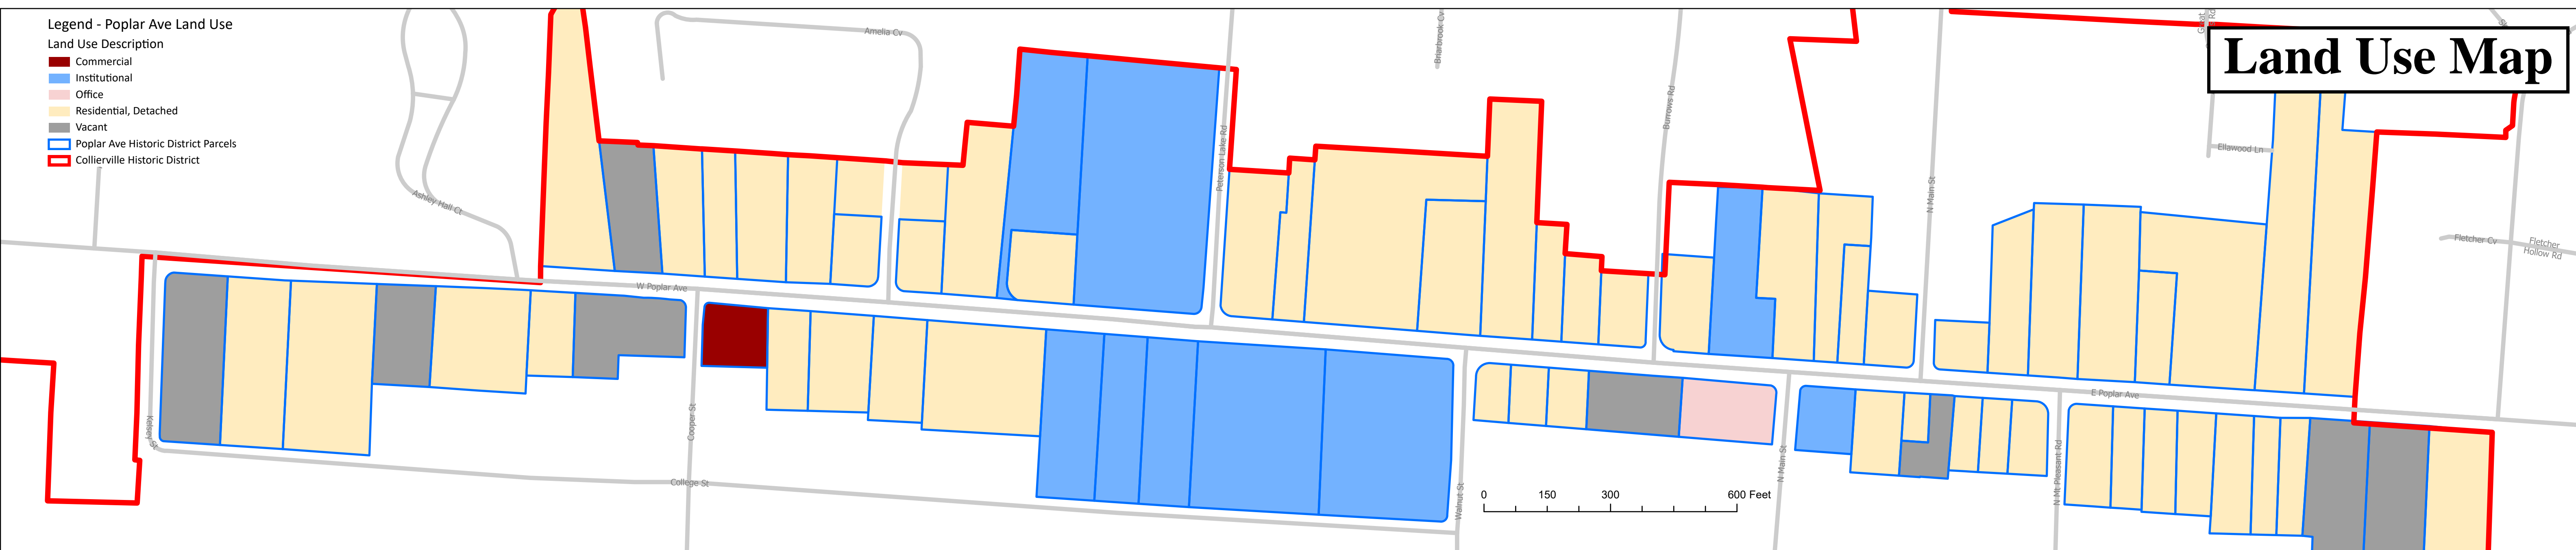 Legend - Poplar Ave Land Use
Land Use Description
Commercial
Institutional
Office
Residential, Detached
Vacant
Poplar Ave Historic District Parcels
Collierville Historic District
Land Use Map
Amelia Cv
Briarbrook Cv
Burrows Rd
Peterson Lake Rd
Ashley Hall Ct
N Main St
Ellawood Ln
Fletcher Cv
Fletcher
Hollow Rd
W Poplar Ave
E Poplar Ave
Kelsey St
Cooper St
College St
Walnut St
N Main St
N Mt Pleasant Rd
0 150 300 600 Feet